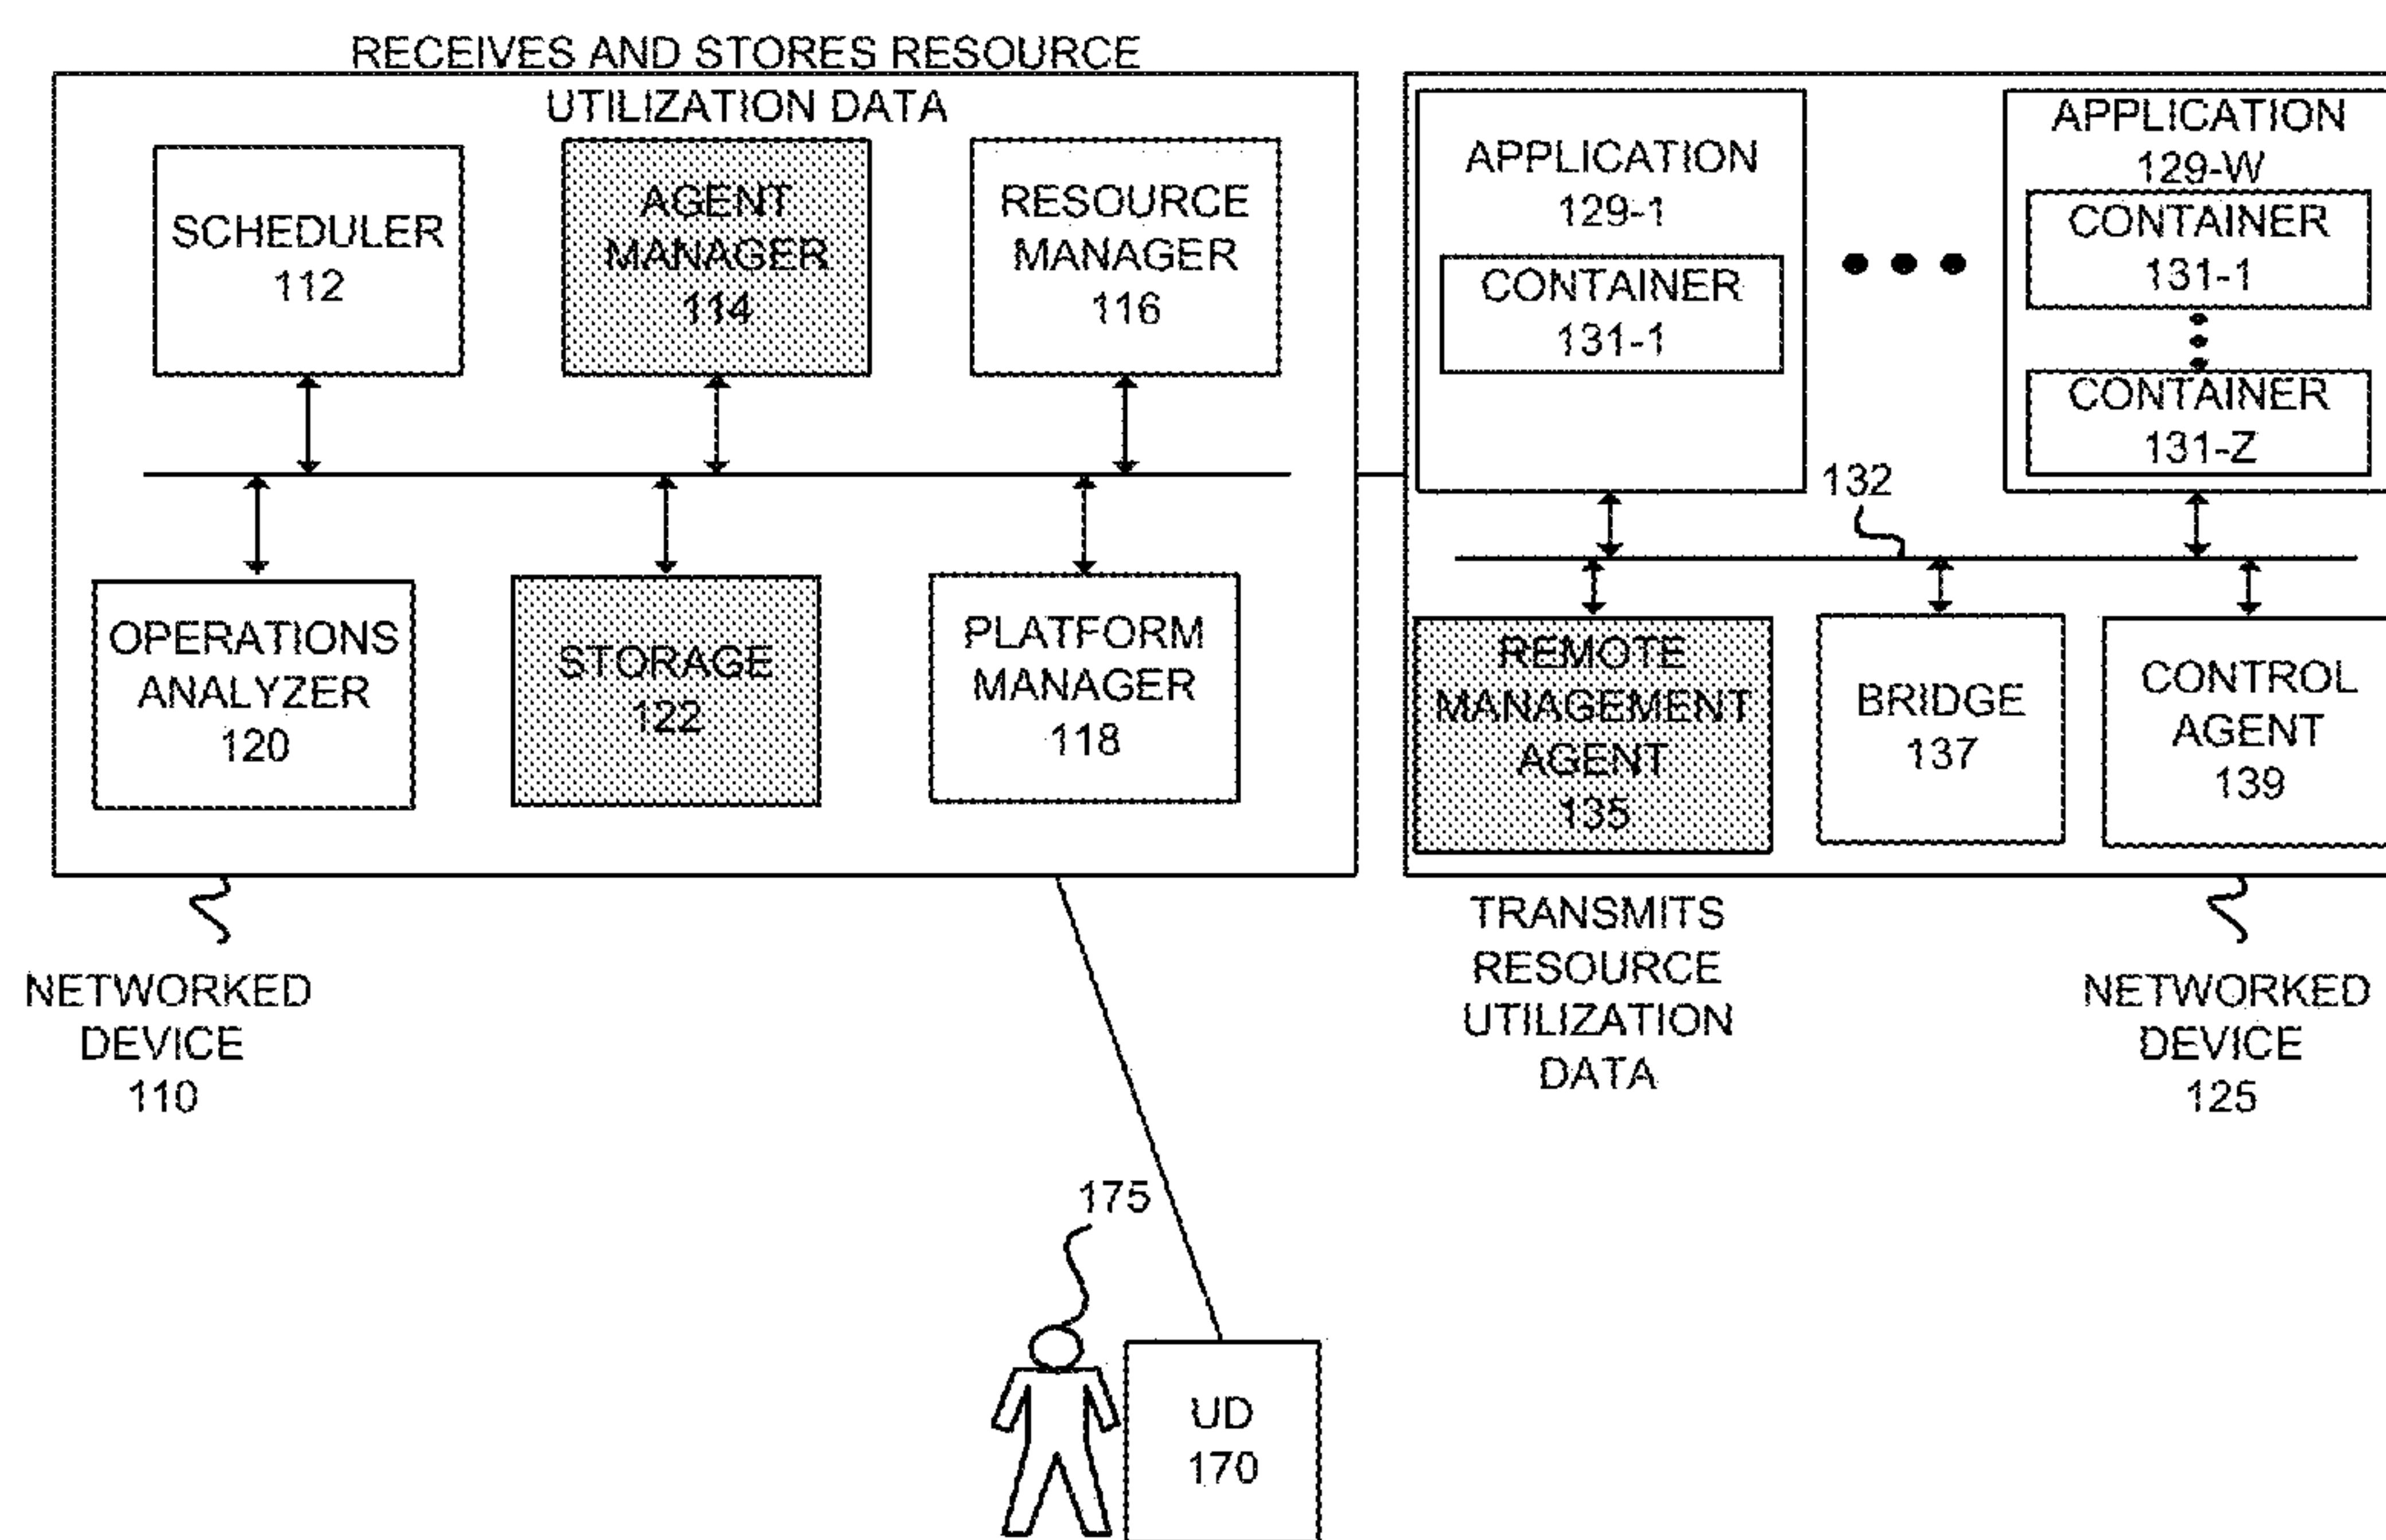 RECEIVES AND STORES RESOURCE
UTILIZATION DATA
SCHEDULER
112
AGENT
MANAGER
114
RESOURCE
MANAGER
116
OPERATIONS
ANALYZER
120
STORAGE
122
PLATFORM
MANAGER
118
NETWORKED
DEVICE
110
APPLICATION
129-1
CONTAINER
131-1
APPLICATION
129-W
CONTAINER
131-1
CONTAINER
131-Z
132
REMOTE
MANAGEMENT
AGENT
135
BRIDGE
137
CONTROL
AGENT
139
TRANSMITS
RESOURCE
UTILIZATION
DATA
NETWORKED
DEVICE
125
175
UD
170